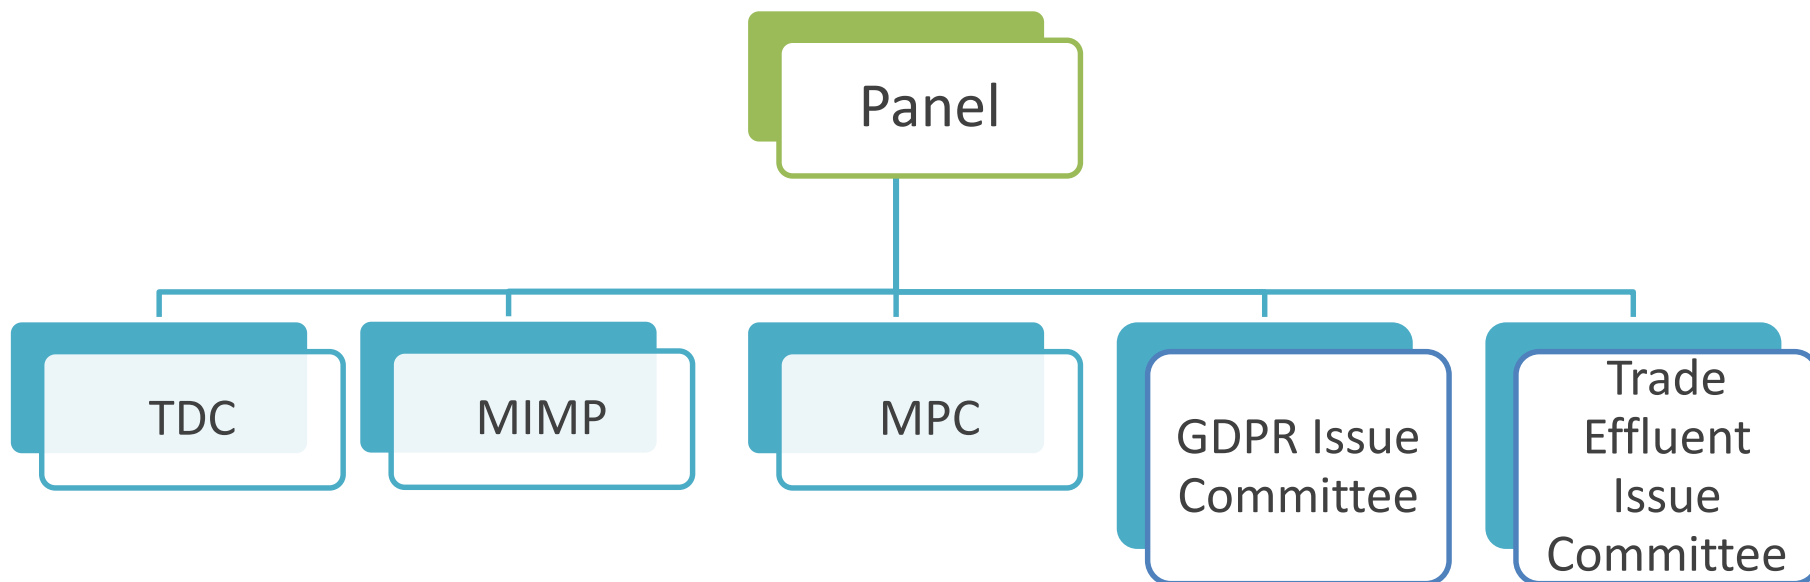 Panel
TDC
MIMP
MPC
GDPR Issue
Committee
Trade
Effluent
Issue
Committee